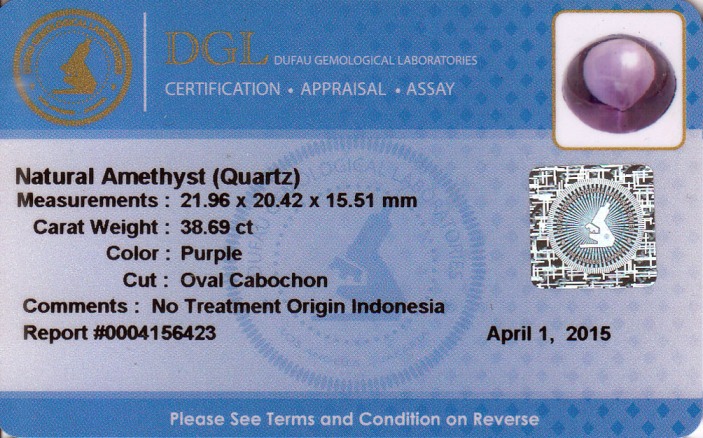 DGL DUFAU GEMOLOGICAL LABORATORIES
CERTIFICATION • APPRAISAL • ASSAY
Natural Amethyst (Quartz)
Measurements : 21.96 x 20.42 x 15.51 mm
Carat Weight : 38.69 ct
Color : Purple
Cut : Oval Cabochon
Comments : No Treatment Origin Indonesia
Report #0004156423
April 1, 2015
Please See Terms and Condition on Reverse